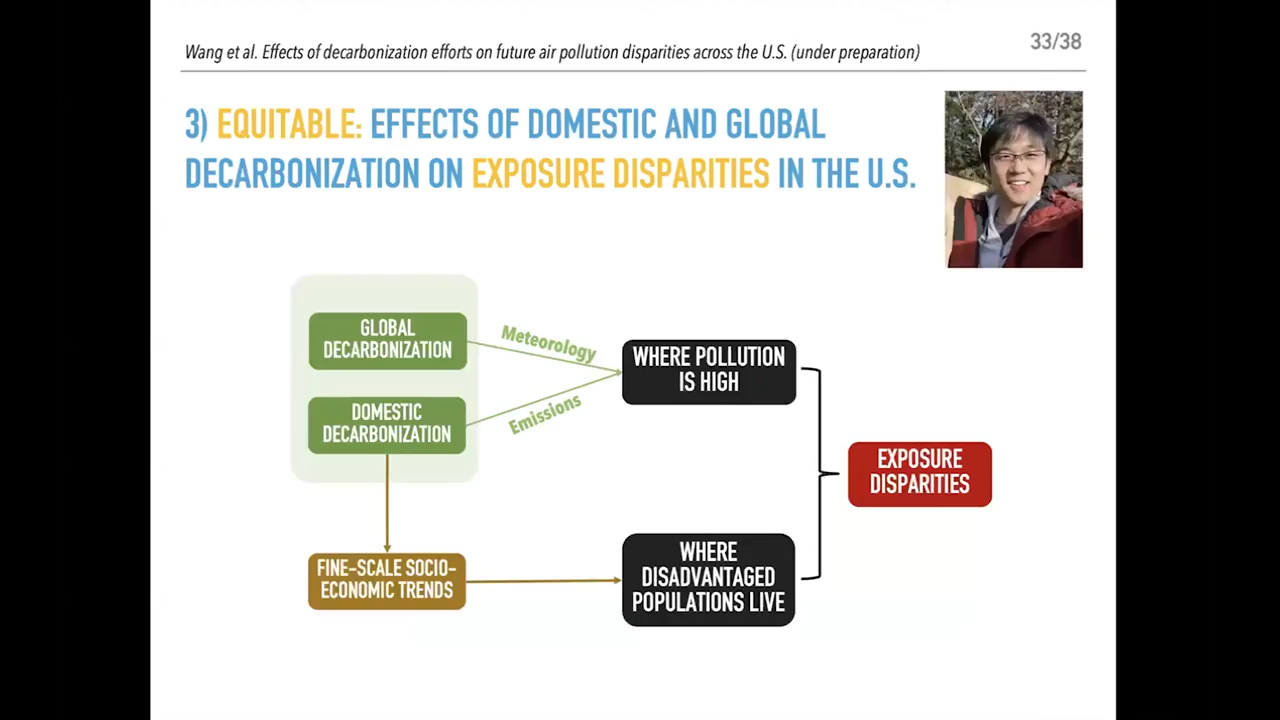 Wang et al. Effects of decarbonization efforts on future air pollution disparities across the U.S. (under preparation)
33/38
3) EQUITABLE: EFFECTS OF DOMESTIC AND GLOBAL
DECARBONIZATION ON EXPOSURE DISPARITIES IN THE U.S.
GLOBAL
DECARBONIZATION
Meteorology
WHERE POLLUTION
IS HIGH
DOMESTIC
DECARBONIZATION
Emissions
EXPOSURE
DISPARITIES
FINE-SCALE SOCIO-
ECONOMIC TRENDS
WHERE
DISADVANTAGED
POPULATIONS LIVE